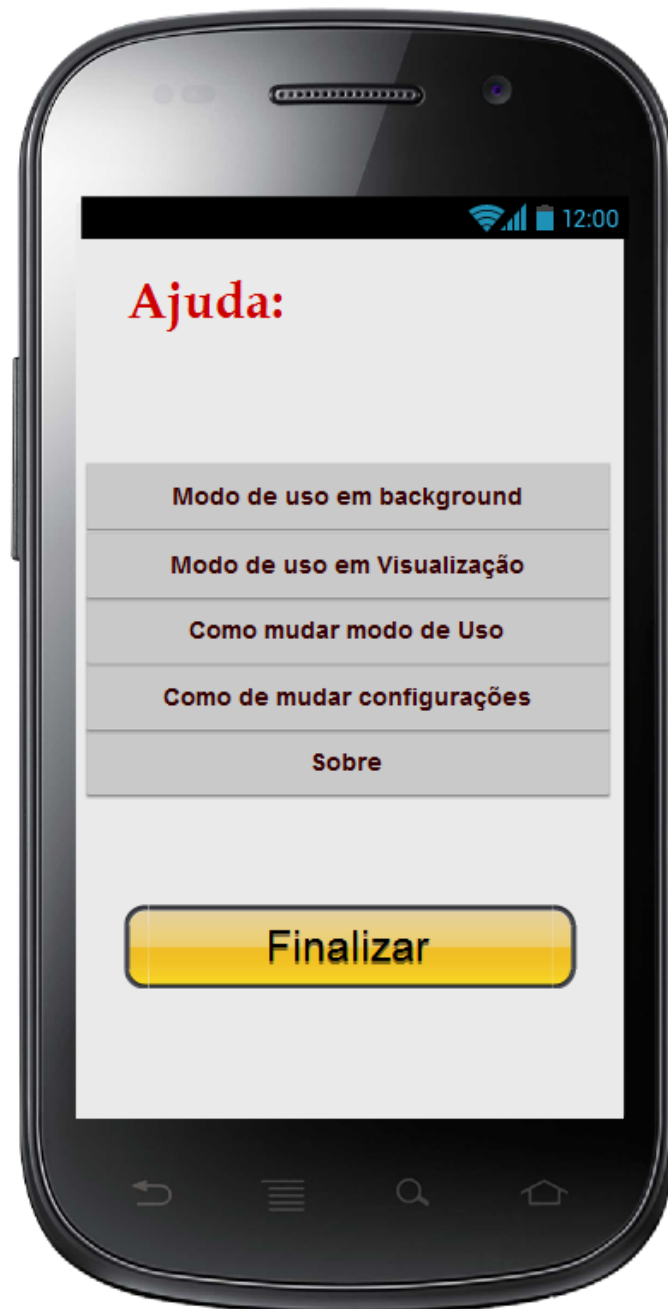 12:00
Ajuda:
Modo de uso em background
Modo de uso em Visualização
Como mudar modo de Uso
Como de mudar configurações
Sobre
Finalizar